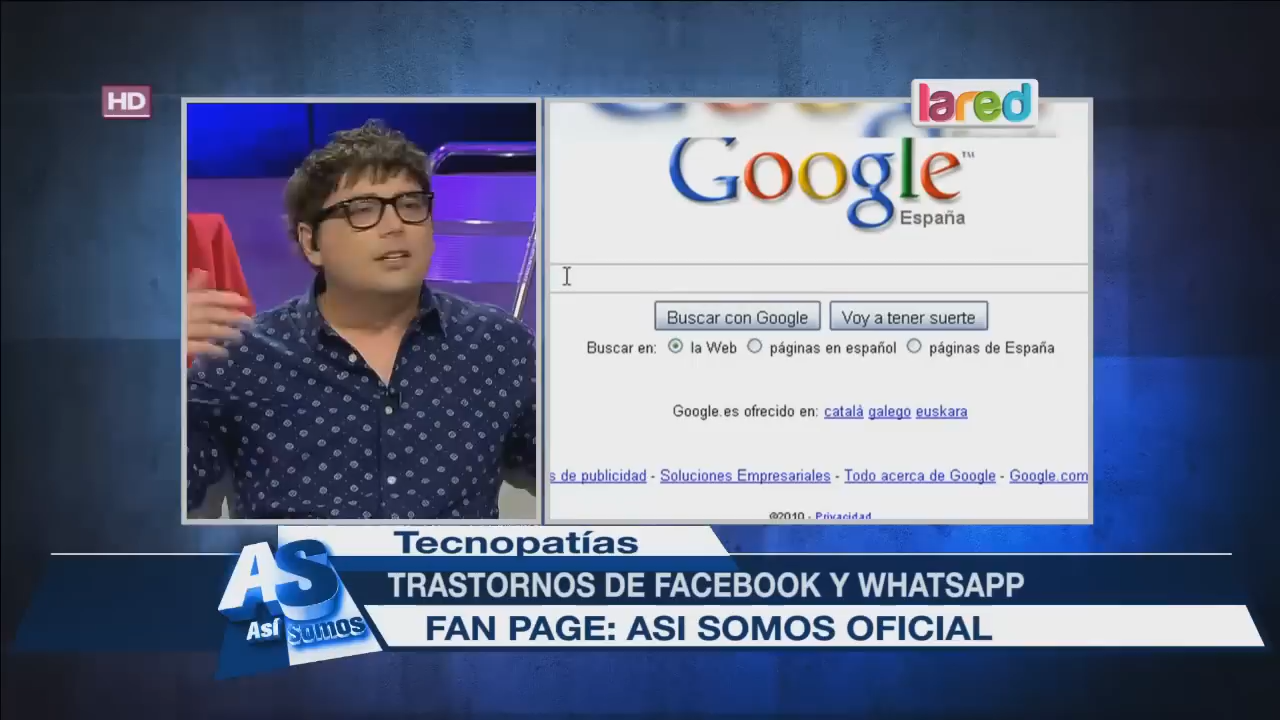 HD
lared
Google™
España
Buscar con Google
Voy a tener suerte
Buscar en: la Web páginas en español páginas de España
Google.es ofrecido en: català galego euskara
s de publicidad - Soluciones Empresariales - Todo acerca de Google - Google.com
©2010 - Privacidad
Tecnopatías
TRASTORNOS DE FACEBOOK Y WHATSAPP
AS
Así somos
FAN PAGE: ASI SOMOS OFICIAL